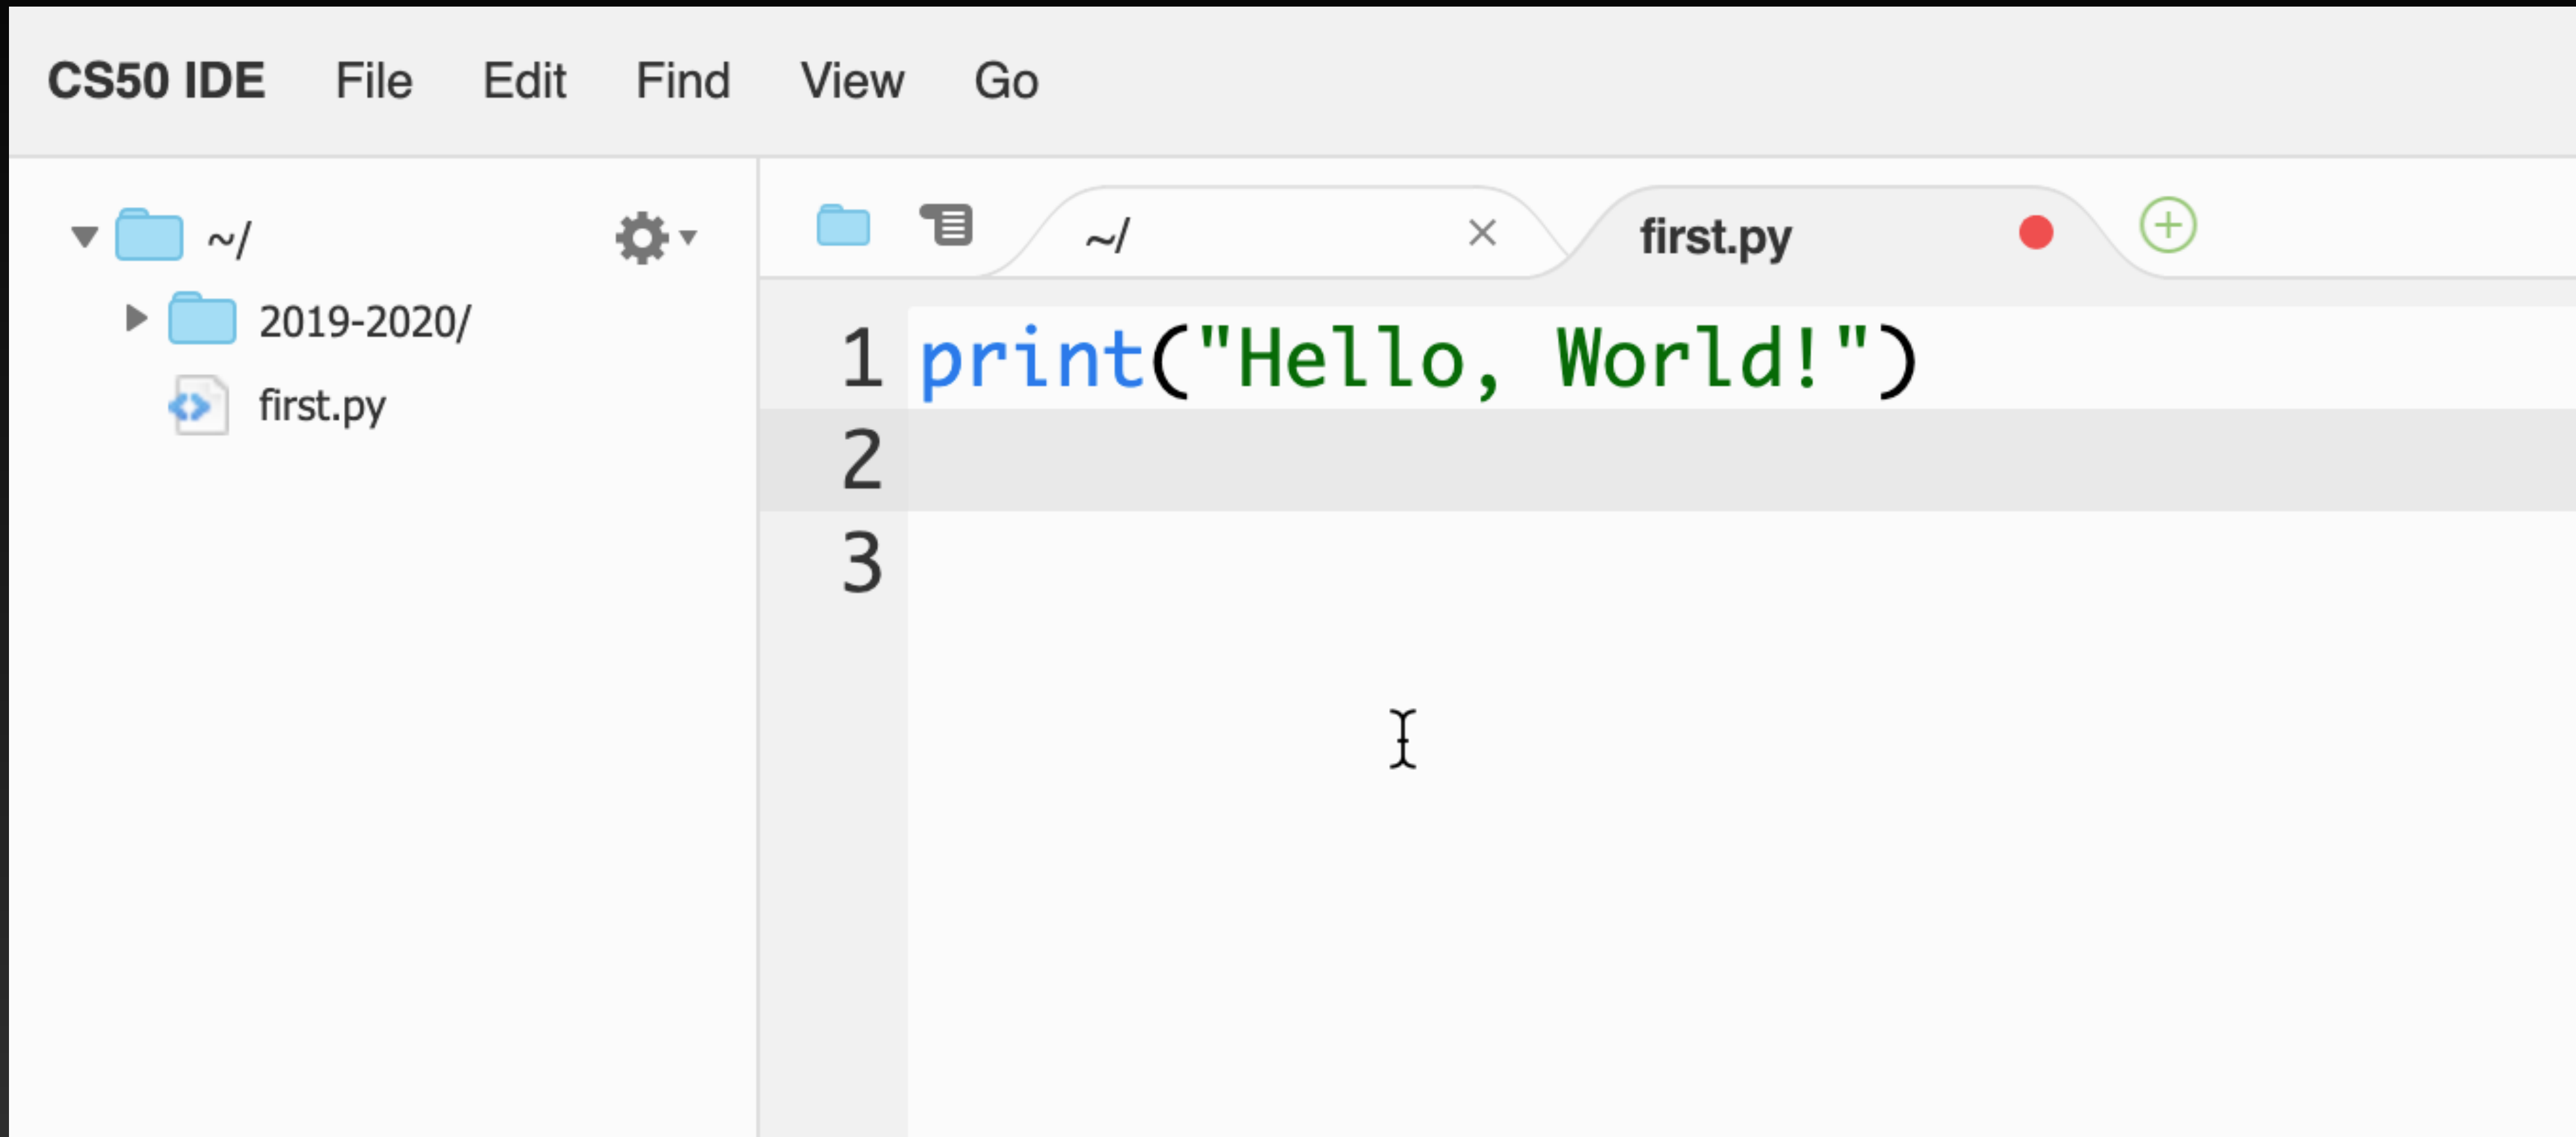 CS50 IDE File Edit Find View Go
~/
2019-2020/
first.py
~/ first.py
1 print("Hello, World!")
2
3